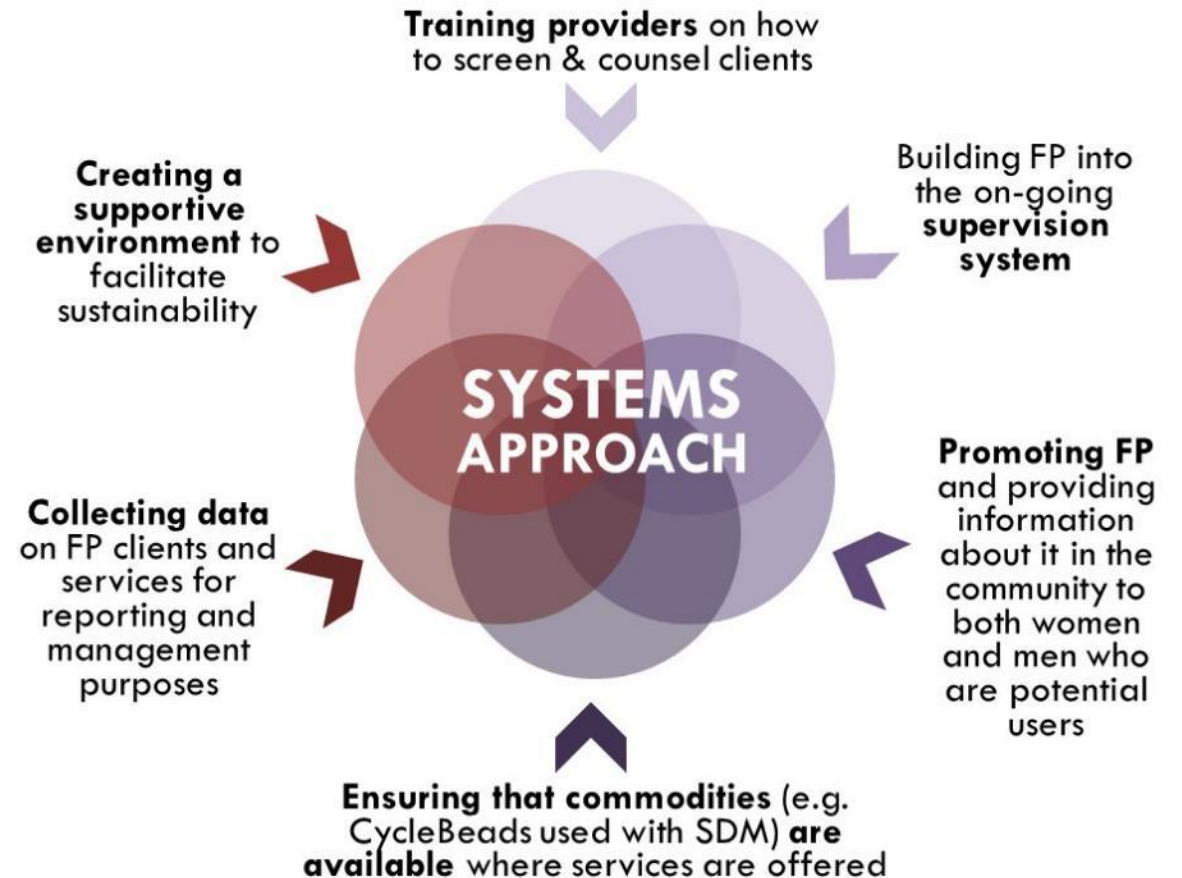 Training providers on how
to screen & counsel clients
Creating a
supportive
environment to
facilitate
sustainability
Building FP into
the on-going
supervision
system
SYSTEMS
APPROACH
Collecting data
on FP clients and
services for
reporting and
management
purposes
Promoting FP
and providing
information
about it in the
community to
both women
and men who
are potential
users
Ensuring that commodities (e.g.
CycleBeads used with SDM) are
available where services are offered